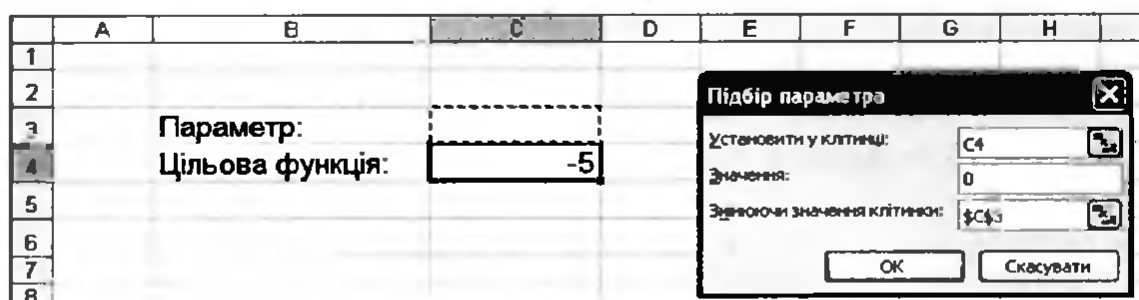 A B C D E F G H
1
2
3 Параметр:
4 Цільова функція: -5
5
6
7
8
Підбір параметра
Установити у клітинці: C4
Значення: 0
Змінюючи значення клітинки: $C$3
ОК Скасувати